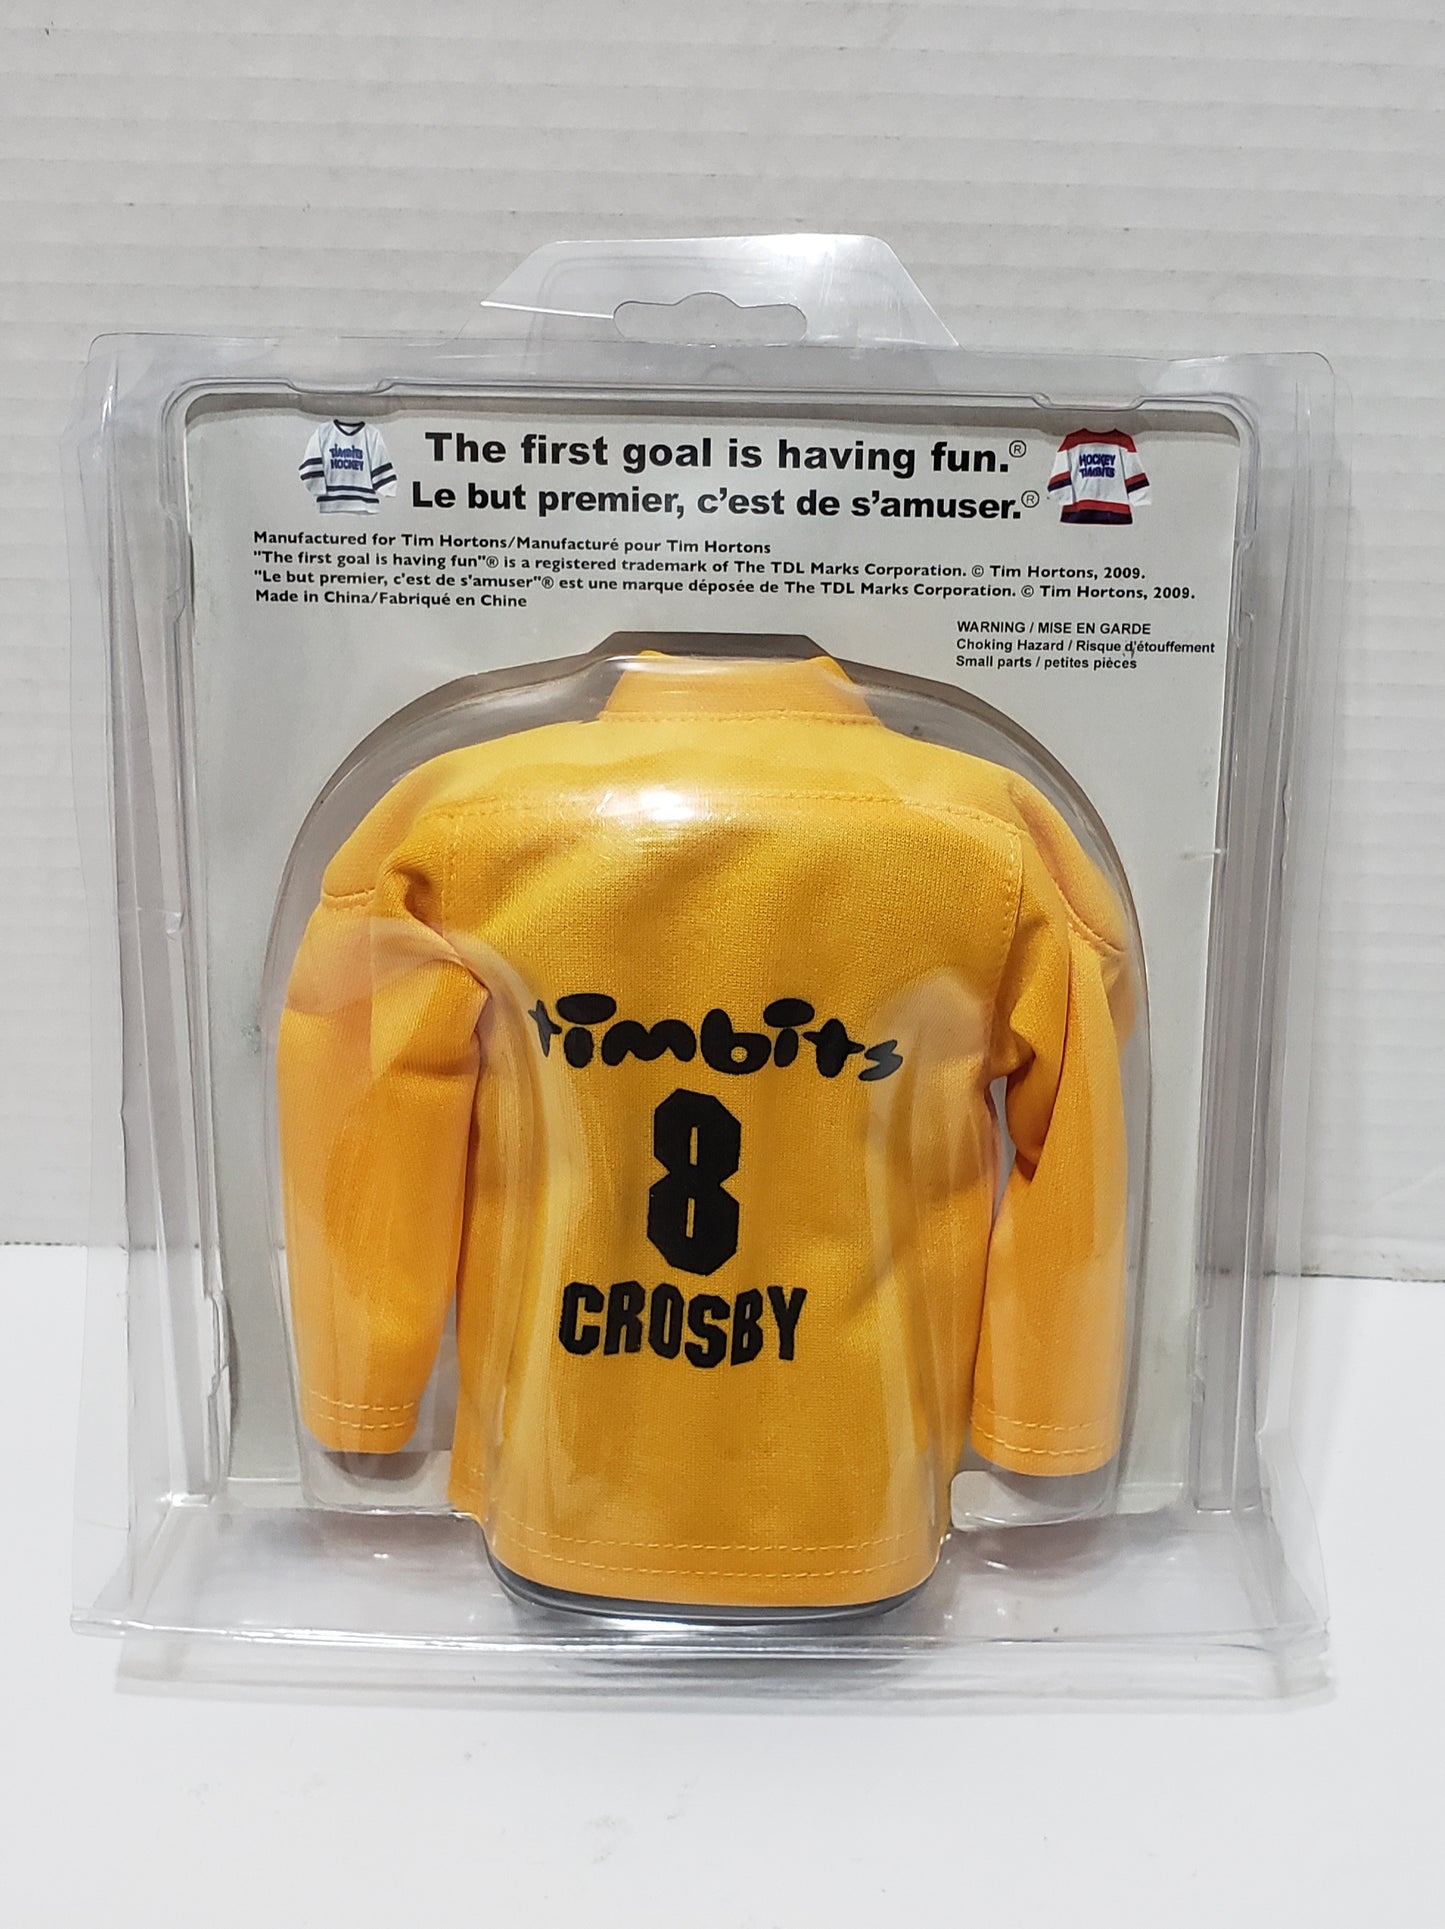 TIMBITS
HOCKEY
The first goal is having fun.®
Le but premier, c'est de s'amuser.®
HOCKEY
TIMBITS
Manufactured for Tim Hortons/Manufacturé pour Tim Hortons
"The first goal is having fun"® is a registered trademark of The TDL Marks Corporation. © Tim Hortons, 2009.
"Le but premier, c'est de s'amuser"® est une marque déposée de The TDL Marks Corporation. © Tim Hortons, 2009.
Made in China/Fabriqué en Chine
WARNING / MISE EN GARDE
Choking Hazard / Risque d'étouffement
Small parts / petites pièces
timbits
8
CROSBY